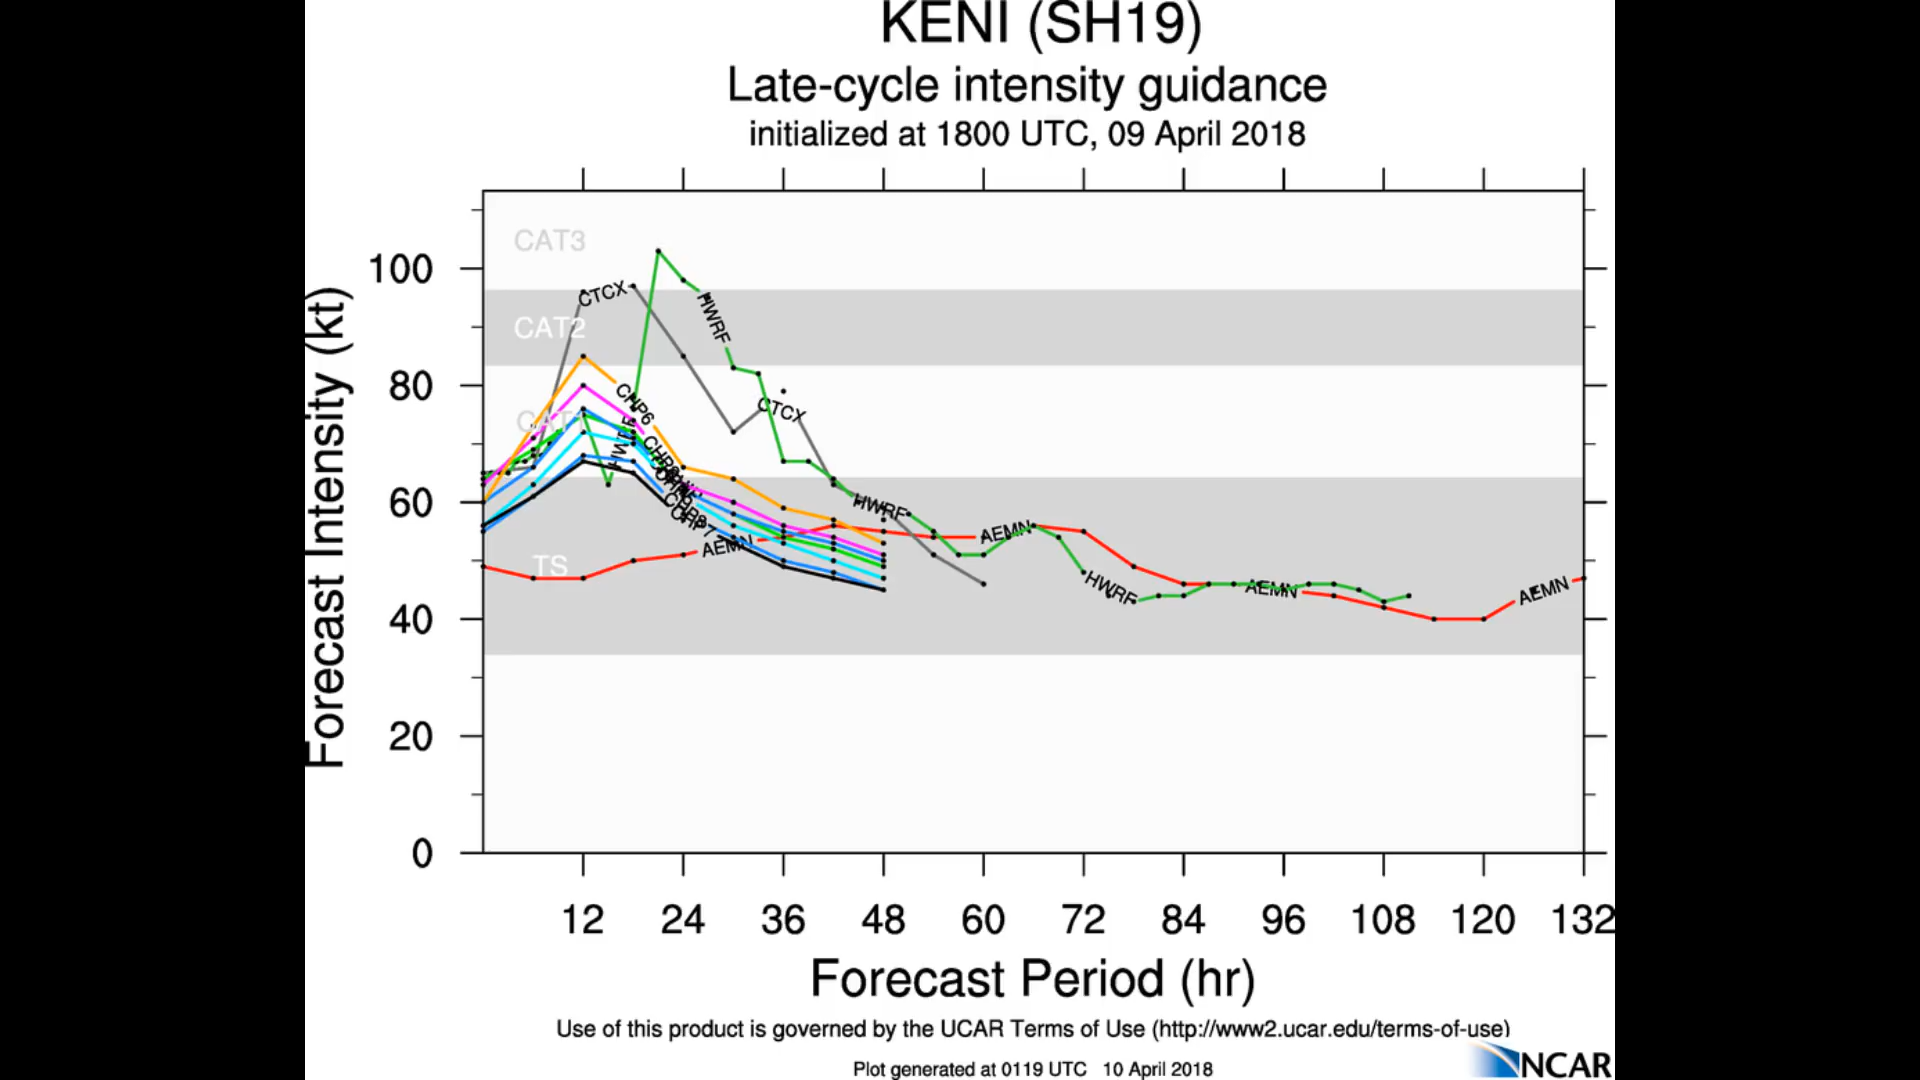 KENI (SH19)
Late-cycle intensity guidance
initialized at 1800 UTC, 09 April 2018
Forecast Intensity (kt)
100
80
60
40
20
0
CAT3
CAT2
TS
CTCX
HWRF
CHP6
CTCX
HWRF
HWRF
AEMN
AEMN
HWRF
AEMN
AEMN
12 24 36 48 60 72 84 96 108 120 132
Forecast Period (hr)
Use of this product is governed by the UCAR Terms of Use (http://www2.ucar.edu/terms-of-use)
Plot generated at 0119 UTC 10 April 2018
NCAR